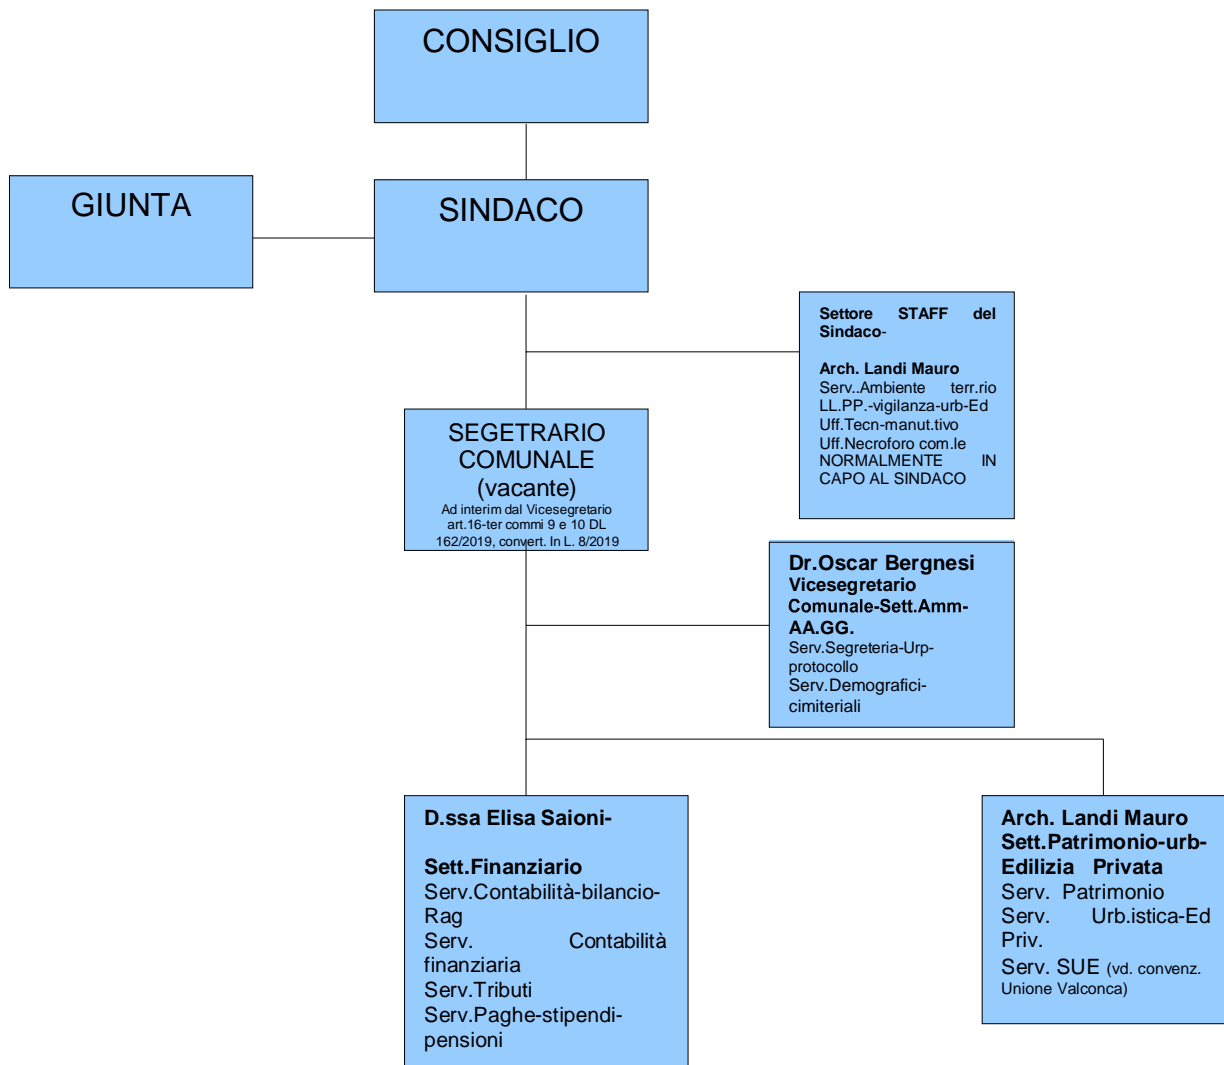 CONSIGLIO
GIUNTA
SINDACO
Settore STAFF del
Sindaco-
Arch. Landi Mauro
Serv..Ambiente terr.rio
LL.PP.-vigilanza-urb-Ed
Uff.Tecn-manut.tivo
Uff.Necroforo com.le
NORMALMENTE IN
CAPO AL SINDACO
SEGETRARIO
COMUNALE
(vacante)
Ad interim dal Vicesegretario
art.16-ter commi 9 e 10 DL
162/2019, convert. In L. 8/2019
Dr.Oscar Bergnesi
Vicesegretario
Comunale-Sett.Amm-
AA.GG.
Serv.Segreteria-Urp-
protocollo
Serv.Demografici-
cimiteriali
D.ssa Elisa Saioni-
Sett.Finanziario
Serv.Contabilità-bilancio-
Rag
Serv. Contabilità
finanziaria
Serv.Tributi
Serv.Paghe-stipendi-
pensioni
Arch. Landi Mauro
Sett.Patrimonio-urb-
Edilizia Privata
Serv. Patrimonio
Serv. Urb.istica-Ed
Priv.
Serv. SUE (vd. convenz.
Unione Valconca)